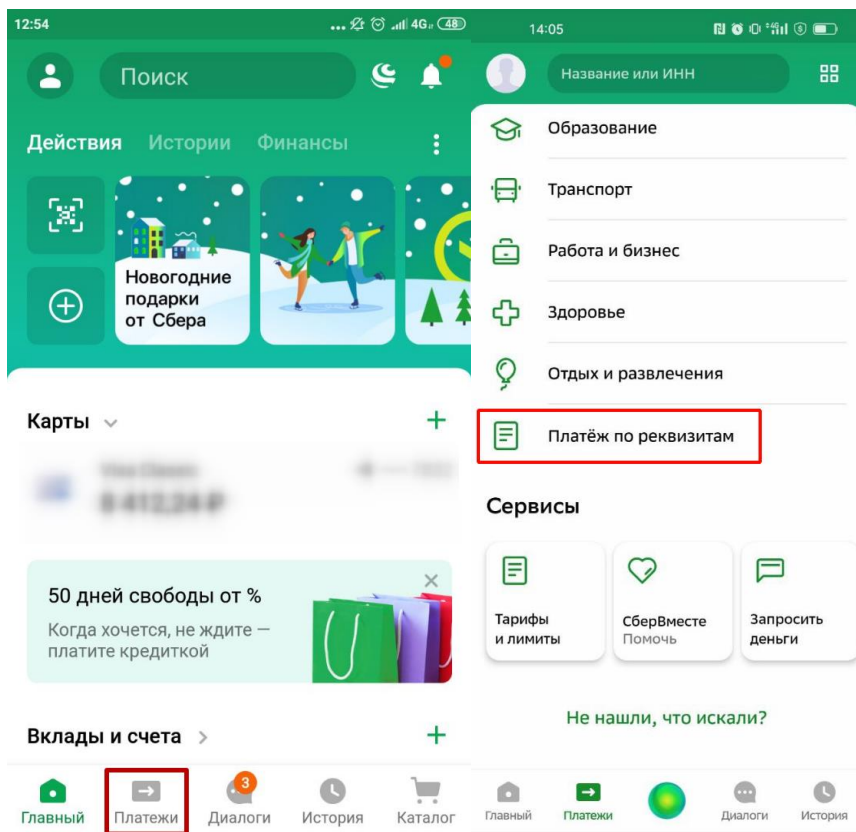 12:54
4G 48
Поиск
Действия Истории Финансы
Новогодние
подарки
от Сбера
Карты
50 дней свободы от %
Когда хочется, не ждите —
платите кредиткой
Вклады и счета
3
Главный Платежи Диалоги История Каталог
14:05
Название или ИНН
Образование
Транспорт
Работа и бизнес
Здоровье
Отдых и развлечения
Платёж по реквизитам
Сервисы
Тарифы
и лимиты
СберВместе
Помочь
Запросить
деньги
Не нашли, что искали?
Главный Платежи Диалоги История